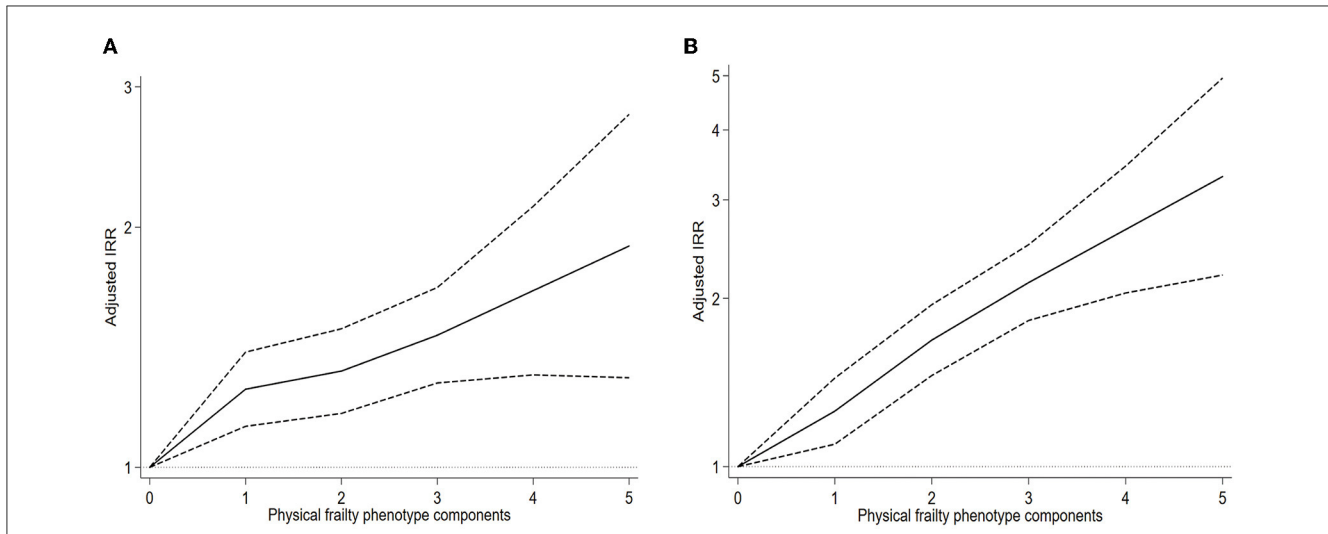 A
3
2
1
Adjusted IRR
0 1 2 3 4 5
Physical frailty phenotype components
B
5
4
3
2
1
Adjusted IRR
0 1 2 3 4 5
Physical frailty phenotype components